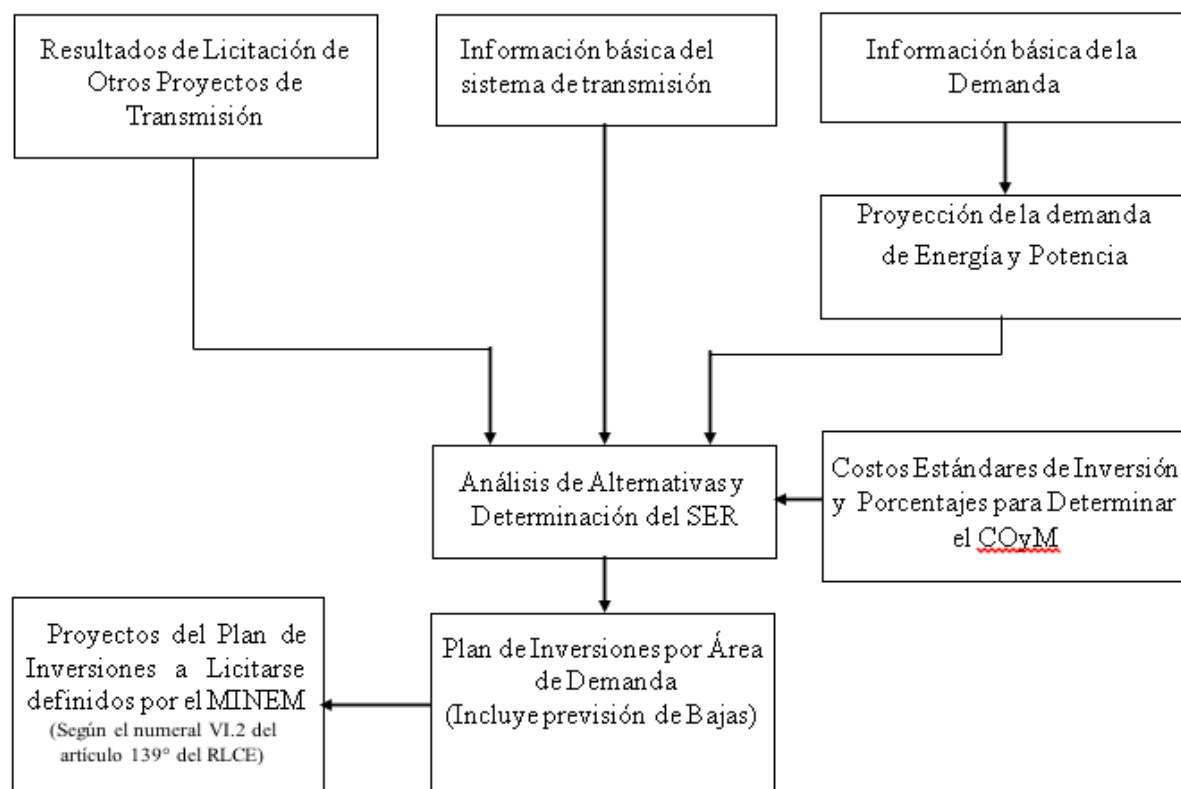 Resultados de Licitación de
Otros Proyectos de
Transmisión
Información básica del
sistema de transmisión
Información básica de la
Demanda
Proyección de la demanda
de Energía y Potencia
Análisis de Alternativas y
Determinación del SER
Costos Estándares de Inversión
y Porcentajes para Determinar
el COyM
Proyectos del Plan de
Inversiones a Licitarse
definidos por el MINEM
(Según el numeral VI.2 del
artículo 139° del RLCE)
Plan de Inversiones por Área
de Demanda
(Incluye previsión de Bajas)